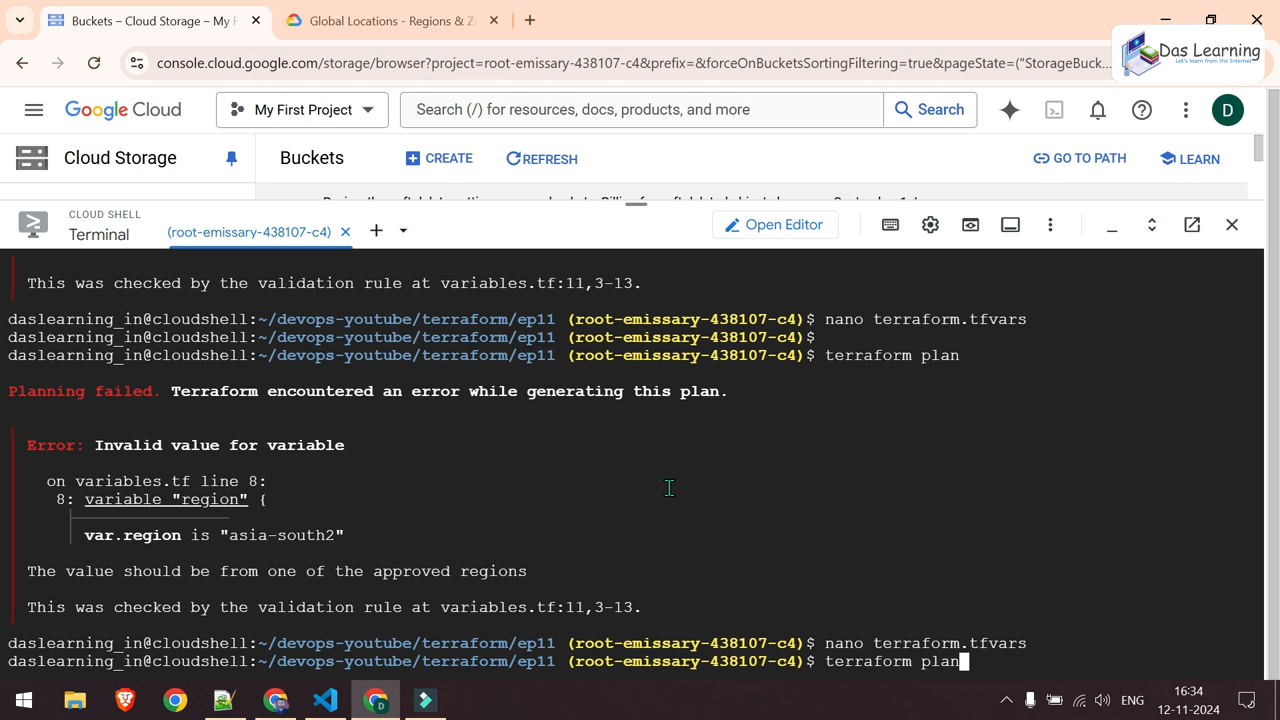 Buckets – Cloud Storage – My F
Global Locations - Regions & Z
Das Learning
Let's learn from the Internet
console.cloud.google.com/storage/browser?project=root-emissary-438107-c4&prefix=&forceOnBucketsSortingFiltering=true&pageState=("StorageBuck...
Google Cloud
My First Project
Search (/) for resources, docs, products, and more
Search
D
Cloud Storage
Buckets
CREATE
REFRESH
GO TO PATH
LEARN
CLOUD SHELL
Terminal
(root-emissary-438107-c4)
Open Editor
This was checked by the validation rule at variables.tf:11,3-13.
daslearning_in@cloudshell:~/devops-youtube/terraform/ep11 (root-emissary-438107-c4)$ nano terraform.tfvars
daslearning_in@cloudshell:~/devops-youtube/terraform/ep11 (root-emissary-438107-c4)$
daslearning_in@cloudshell:~/devops-youtube/terraform/ep11 (root-emissary-438107-c4)$ terraform plan
Planning failed. Terraform encountered an error while generating this plan.
Error: Invalid value for variable
on variables.tf line 8:
8: variable "region" {
var.region is "asia-south2"
The value should be from one of the approved regions
This was checked by the validation rule at variables.tf:11,3-13.
daslearning_in@cloudshell:~/devops-youtube/terraform/ep11 (root-emissary-438107-c4)$ nano terraform.tfvars
daslearning_in@cloudshell:~/devops-youtube/terraform/ep11 (root-emissary-438107-c4)$ terraform plan
ENG
16:34
12-11-2024